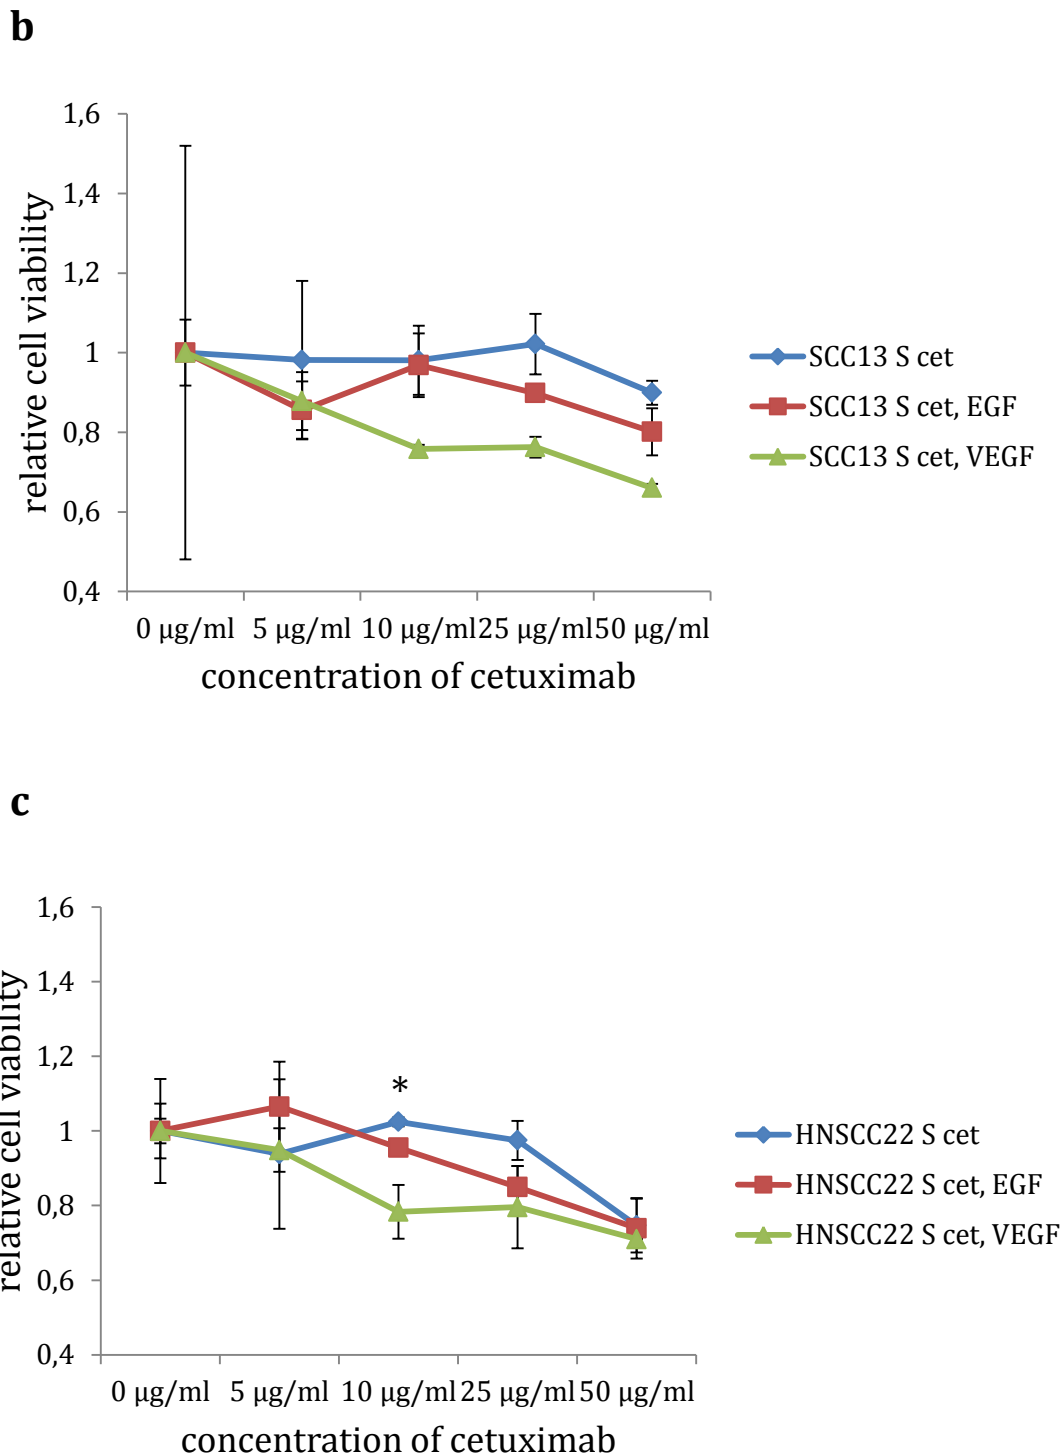 b
1,6
1,4
1,2
1
0,8
0,6
0,4
relative cell viability
0 µg/ml 5 µg/ml 10 µg/ml 25 µg/ml 50 µg/ml
concentration of cetuximab
SCC13 S cet
SCC13 S cet, EGF
SCC13 S cet, VEGF
c
1,6
1,4
1,2
1
0,8
0,6
0,4
relative cell viability
*
0 µg/ml 5 µg/ml 10 µg/ml 25 µg/ml 50 µg/ml
concentration of cetuximab
HNSCC22 S cet
HNSCC22 S cet, EGF
HNSCC22 S cet, VEGF